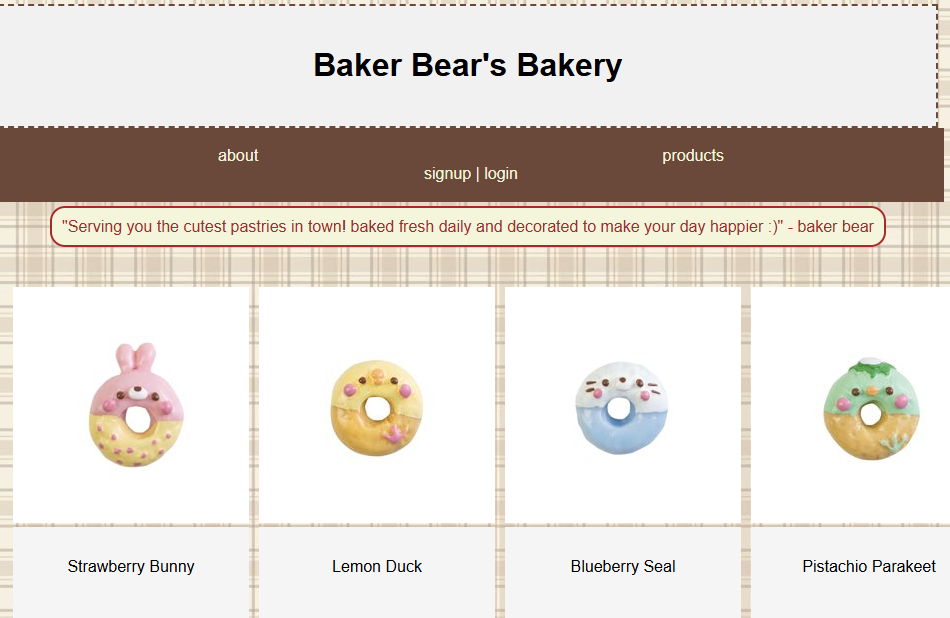 Baker Bear's Bakery
about products
signup | login
"Serving you the cutest pastries in town! baked fresh daily and decorated to make your day happier :)" - baker bear
Strawberry Bunny
Lemon Duck
Blueberry Seal
Pistachio Parakeet